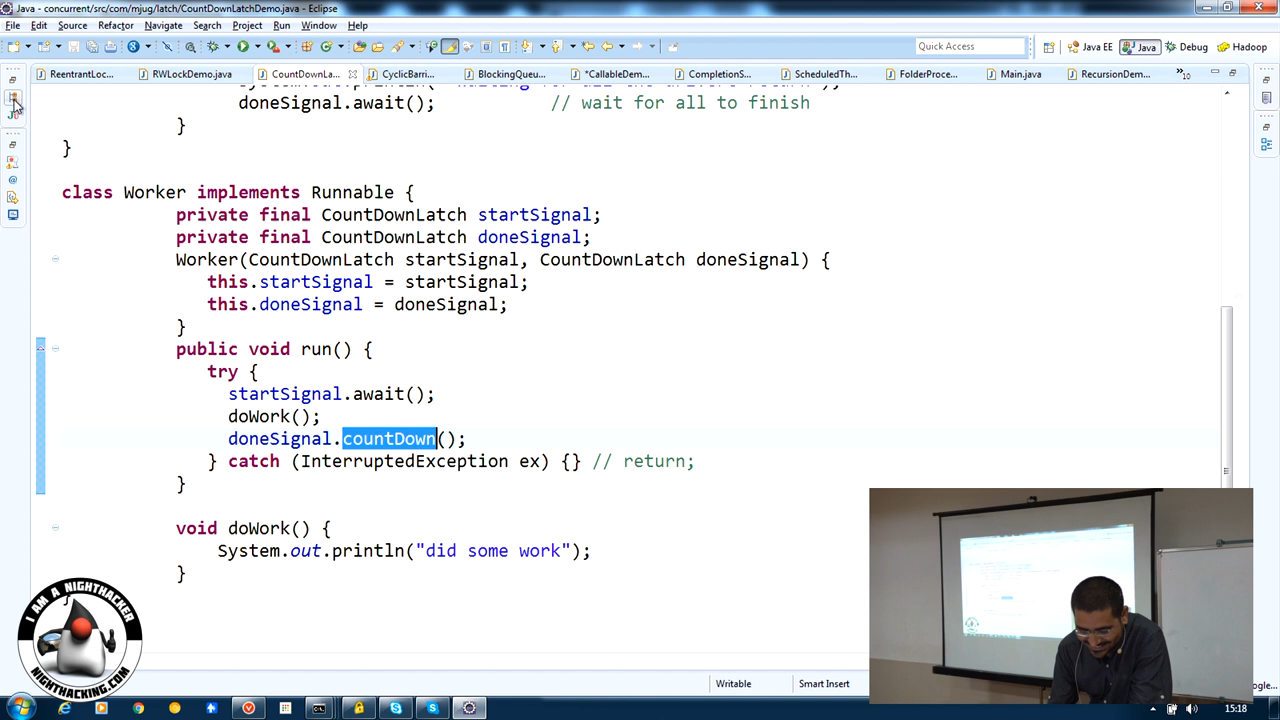 Java - concurrent/src/com/mjug/latch/CountDownLatchDemo.java - Eclipse
File Edit Source Refactor Navigate Search Project Run Window Help
Quick Access Java EE Java Debug Hadoop
ReentrantLoc... RWLockDemo.java CountDownLa... CyclicBarri... BlockingQueu... *CallableDem... CompletionS... ScheduledTh... FolderProce... Main.java RecursionDem... »10
doneSignal.await(); // wait for all to finish
}
}
class Worker implements Runnable {
private final CountDownLatch startSignal;
private final CountDownLatch doneSignal;
Worker(CountDownLatch startSignal, CountDownLatch doneSignal) {
this.startSignal = startSignal;
this.doneSignal = doneSignal;
}
public void run() {
try {
startSignal.await();
doWork();
doneSignal.countDown();
} catch (InterruptedException ex) {} // return;
}
void doWork() {
System.out.println("did some work");
}
I AM A NIGHTHACKER
NIGHTHACKING.COM
Writable Smart Insert
15:18